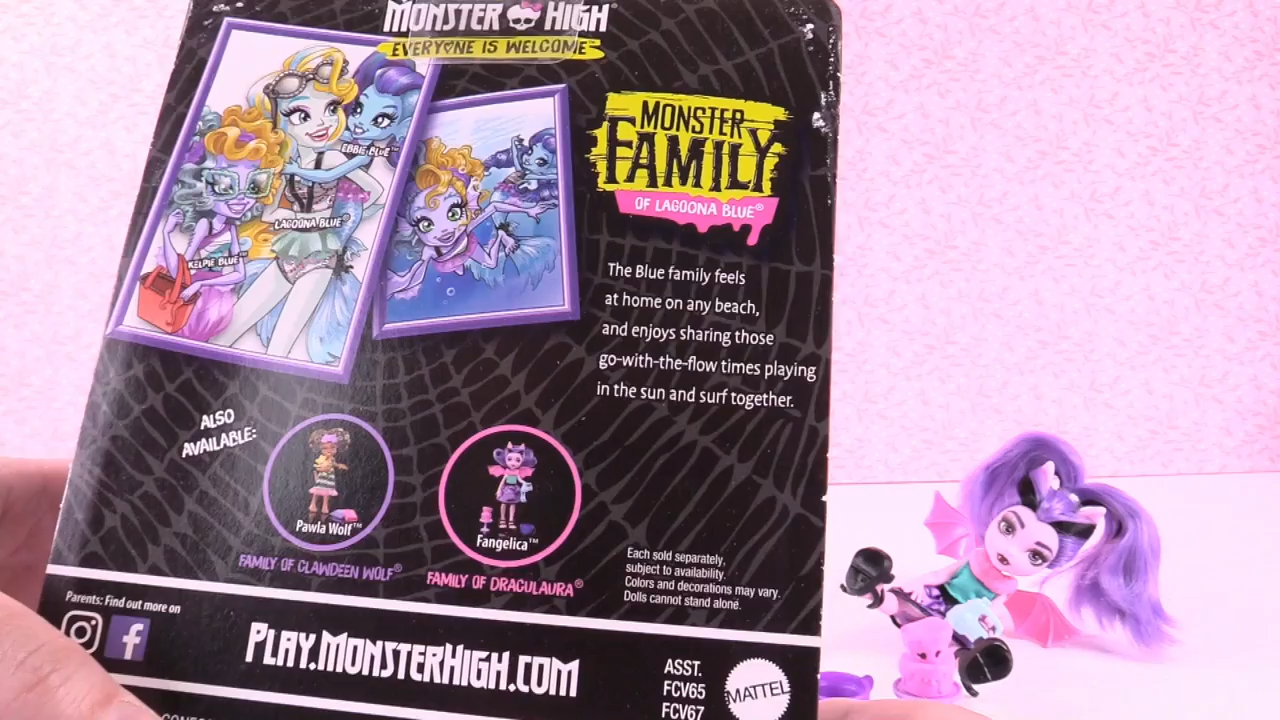 MONSTER HIGH
EVERYONE IS WELCOME™
EBBIE BLUE™
LAGOONA BLUE®
KELPIE BLUE™
MONSTER
FAMILY
OF LAGOONA BLUE®
The Blue family feels
at home on any beach,
and enjoys sharing those
go-with-the-flow times playing
in the sun and surf together.
ALSO
AVAILABLE:
Pawla Wolf™
FAMILY OF CLAWDEEN WOLF®
Fangelica™
FAMILY OF DRACULAURA®
Each sold separately,
subject to availability.
Colors and decorations may vary.
Dolls cannot stand alone.
Parents: Find out more on
f
PLAY.MONSTERHIGH.COM
ASST.
FCV65
FCV67
MATTEL